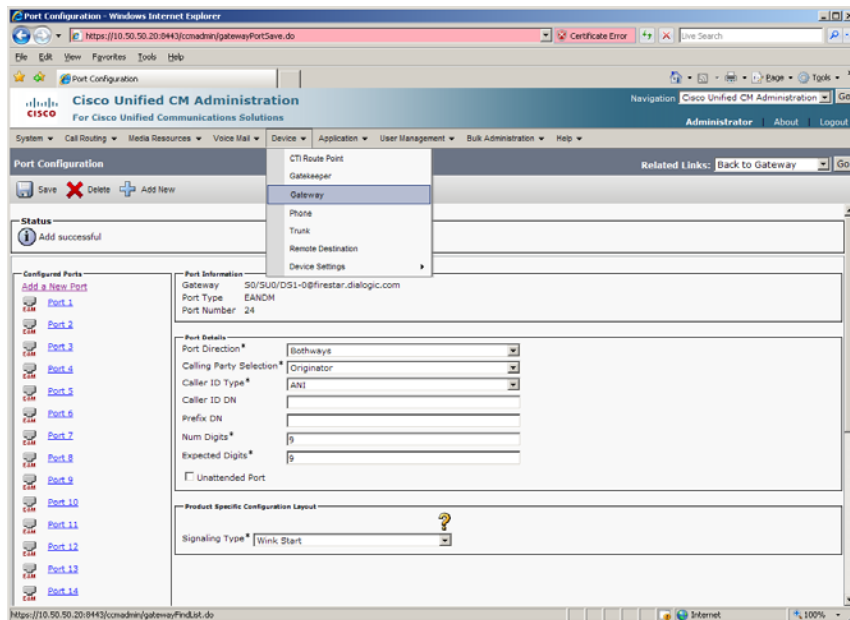 Port Configuration - Windows Internet Explorer
https://10.50.50.20:8443/ccmadmin/gatewayPortSave.do
Certificate Error
Live Search
File Edit View Favorites Tools Help
Port Configuration
Page Tools
cisco
Cisco Unified CM Administration
For Cisco Unified Communications Solutions
Navigation Cisco Unified CM Administration Go
Administrator | About | Logout
System Call Routing Media Resources Voice Mail Device Application User Management Bulk Administration Help
Port Configuration
Related Links: Back to Gateway Go
CTI Route Point
Gatekeeper
Gateway
Phone
Trunk
Remote Destination
Device Settings
Save Delete Add New
Status
Add successful
Configured Ports
Add a New Port
Port 1
Port 2
Port 3
Port 4
Port 5
Port 6
Port 7
Port 8
Port 9
Port 10
Port 11
Port 12
Port 13
Port 14
Port Information
Gateway S0/SU0/DS1-0@firestar.dialogic.com
Port Type EANDM
Port Number 24
Port Details
Port Direction* Bothways
Calling Party Selection* Originator
Caller ID Type* ANI
Caller ID DN
Prefix DN
Num Digits* 9
Expected Digits* 9
Unattended Port
Product Specific Configuration Layout
?
Signaling Type* Wink Start
https://10.50.50.20:8443/ccmadmin/gatewayFindList.do
Internet
100%